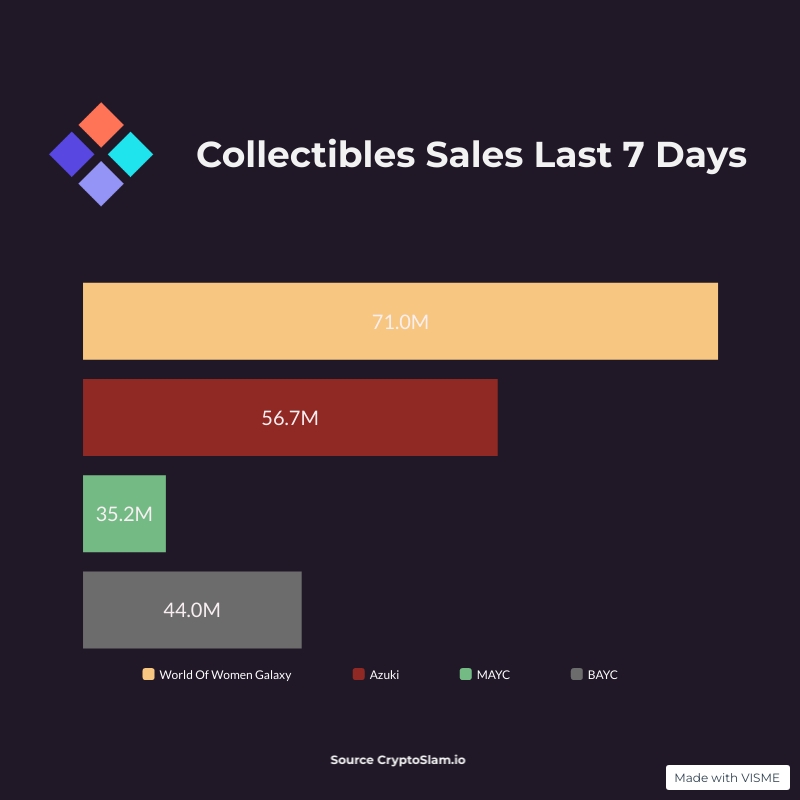 Collectibles Sales Last 7 Days
71.0M
56.7M
35.2M
44.0M
World Of Women Galaxy Azuki MAYC BAYC
Source CryptoSlam.io
Made with VISME